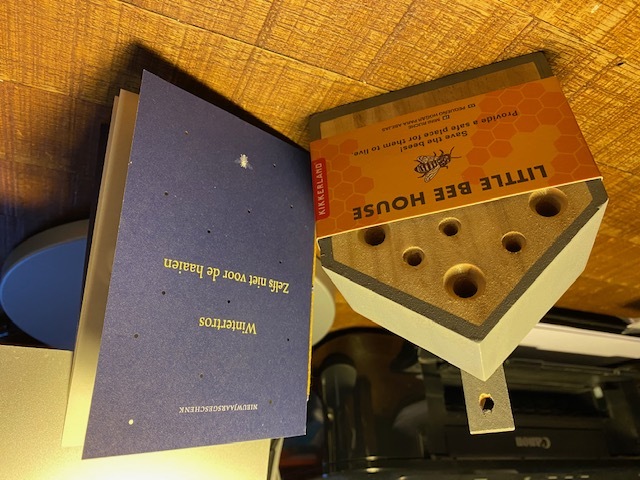 NIEUWJAARSGESCHENK
Wintertros
Zelfs niet voor de haaien
LITTLE BEE HOUSE
Save the bees!
Provide a safe place for them to live
KIKKERLAND
Canon